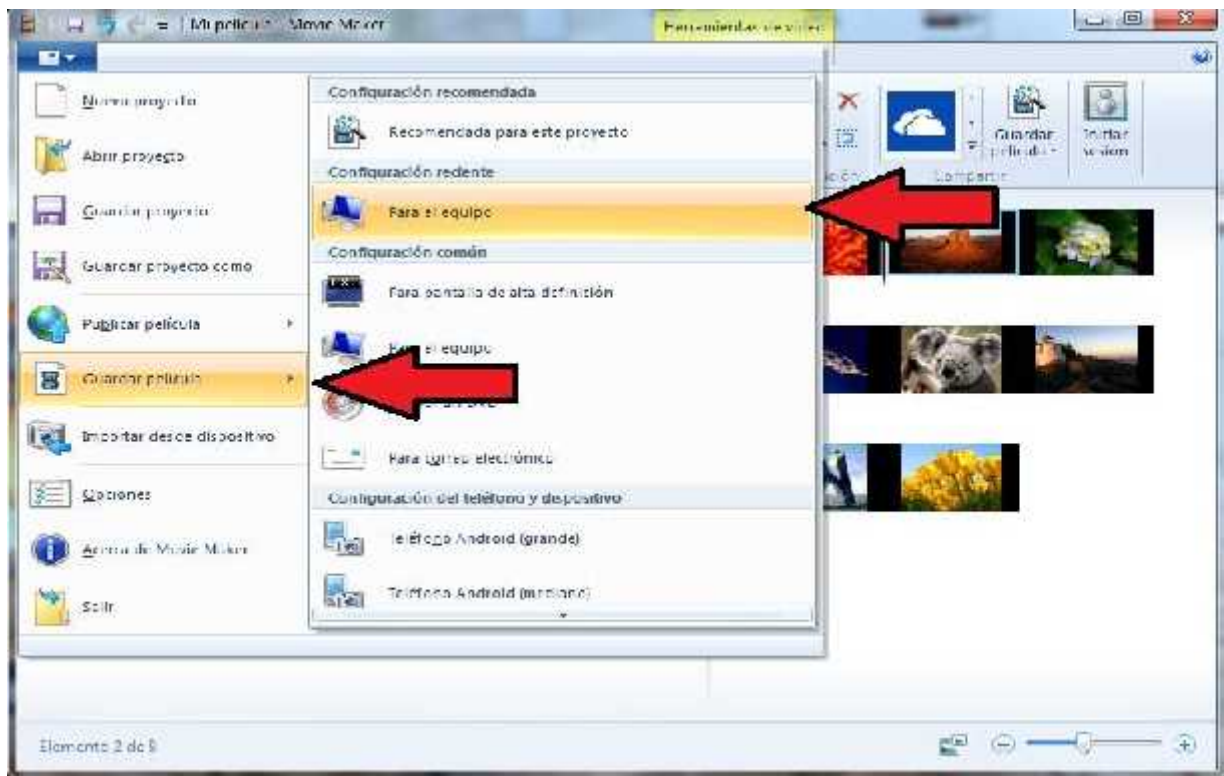 Mi película - Movie Maker
Herramientas de vídeo
Nuevo proyecto
Abrir proyecto
Guardar proyecto
Guardar proyecto como
Publicar película
Guardar película
Importar desde dispositivo
Opciones
Acerca de Movie Maker
Salir
Configuración recomendada
Recomendada para este proyecto
Configuración reciente
Para el equipo
Configuración común
Para pantalla de alta definición
Para el equipo
Para correo electrónico
Configuración del teléfono y dispositivo
Teléfono Android (grande)
Teléfono Android (mediano)
Guardar
película
Iniciar
sesión
Compartir
Elemento 2 de